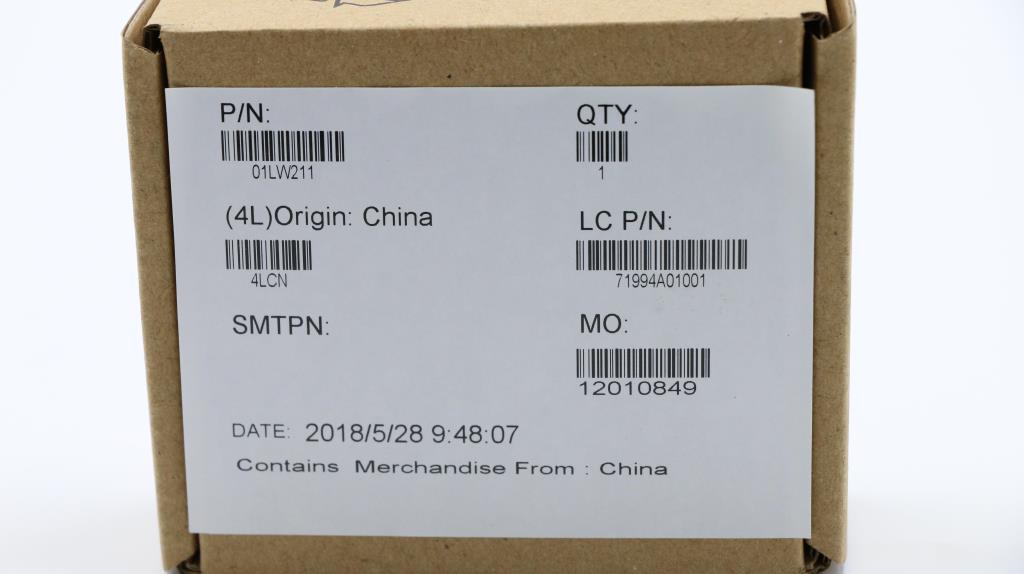 P/N:
01LW211
QTY:
1
(4L)Origin: China
4LCN
LC P/N:
71994A01001
SMTPN:
MO:
12010849
DATE: 2018/5/28 9:48:07
Contains Merchandise From : China